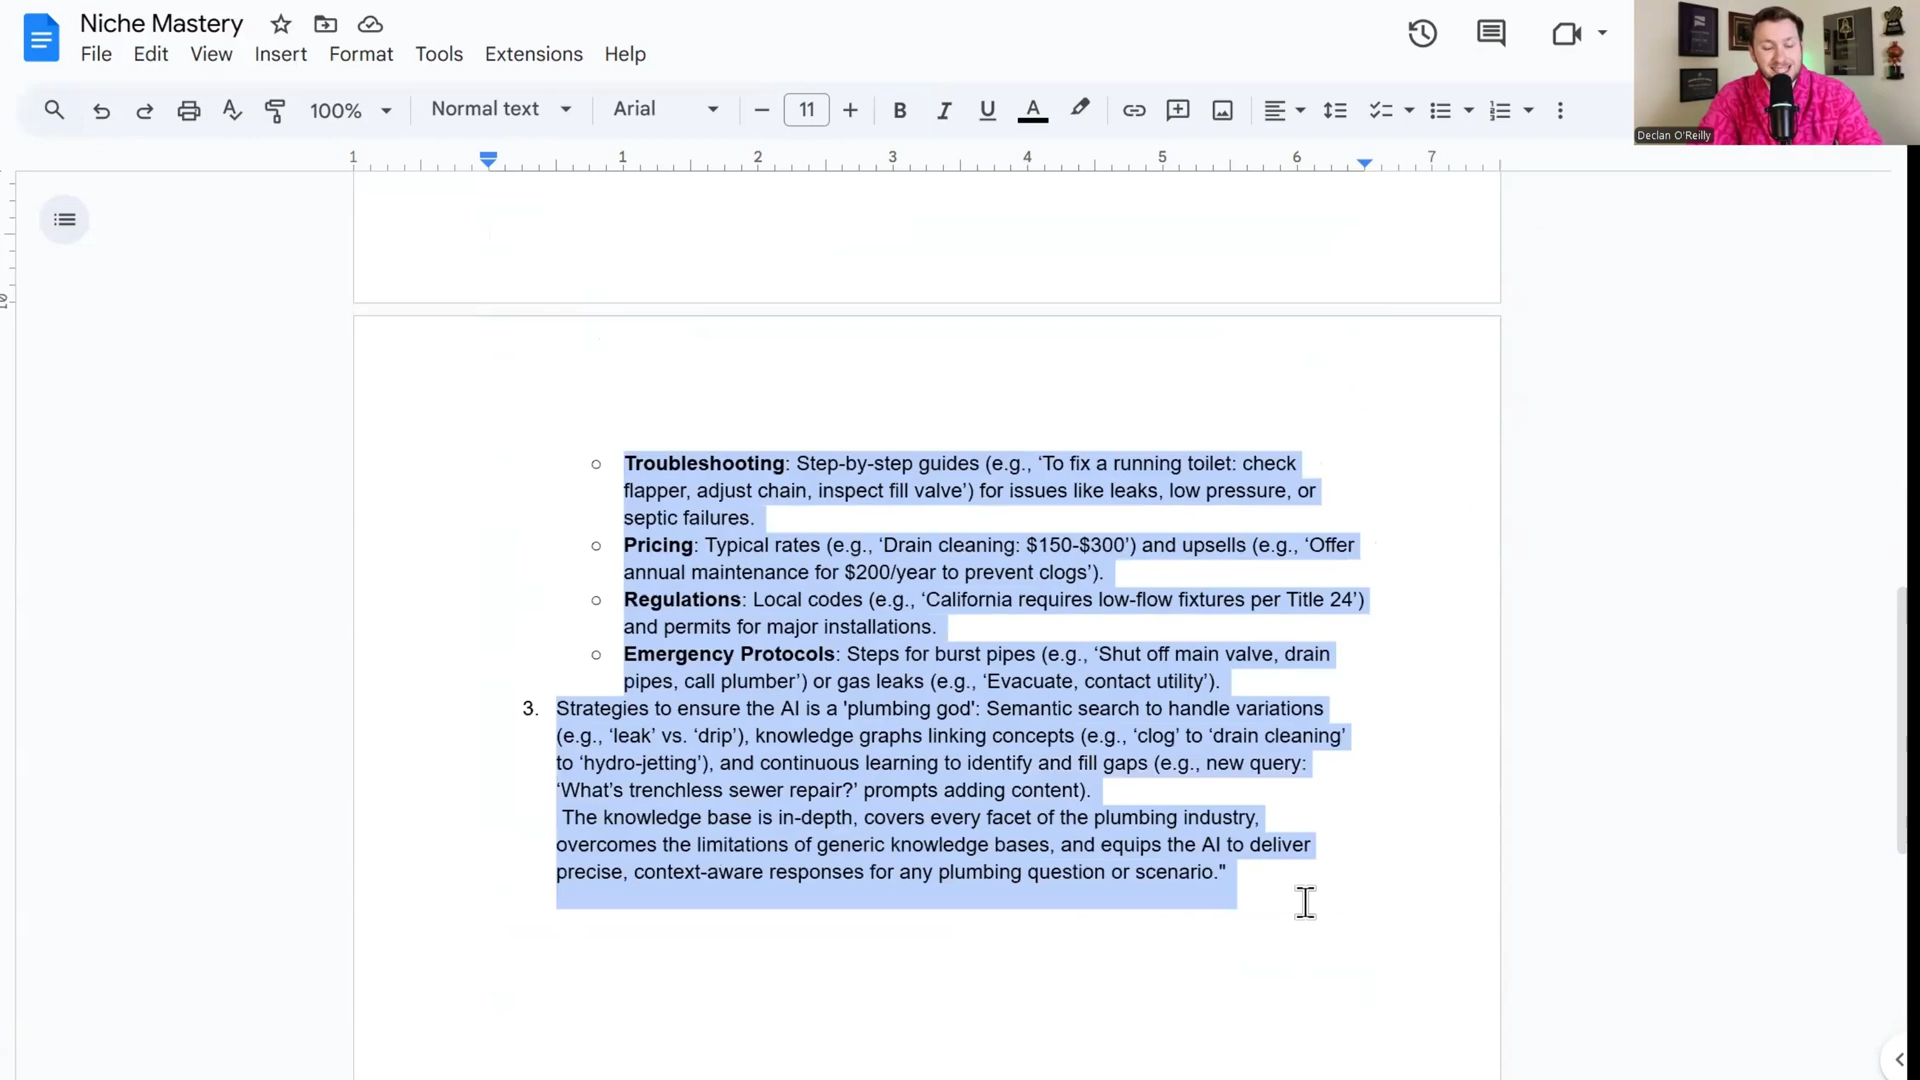 Niche Mastery
File Edit View Insert Format Tools Extensions Help
100% Normal text Arial 11 B I U A
1 1 2 3 4 5 6 7
Declan O'Reilly
Troubleshooting: Step-by-step guides (e.g., ‘To fix a running toilet: check
flapper, adjust chain, inspect fill valve’) for issues like leaks, low pressure, or
septic failures.
Pricing: Typical rates (e.g., ‘Drain cleaning: $150-$300’) and upsells (e.g., ‘Offer
annual maintenance for $200/year to prevent clogs’).
Regulations: Local codes (e.g., ‘California requires low-flow fixtures per Title 24’)
and permits for major installations.
Emergency Protocols: Steps for burst pipes (e.g., ‘Shut off main valve, drain
pipes, call plumber’) or gas leaks (e.g., ‘Evacuate, contact utility’).
3. Strategies to ensure the AI is a 'plumbing god': Semantic search to handle variations
(e.g., ‘leak’ vs. ‘drip’), knowledge graphs linking concepts (e.g., ‘clog’ to ‘drain cleaning’
to ‘hydro-jetting’), and continuous learning to identify and fill gaps (e.g., new query:
‘What’s trenchless sewer repair?’ prompts adding content).
The knowledge base is in-depth, covers every facet of the plumbing industry,
overcomes the limitations of generic knowledge bases, and equips the AI to deliver
precise, context-aware responses for any plumbing question or scenario."